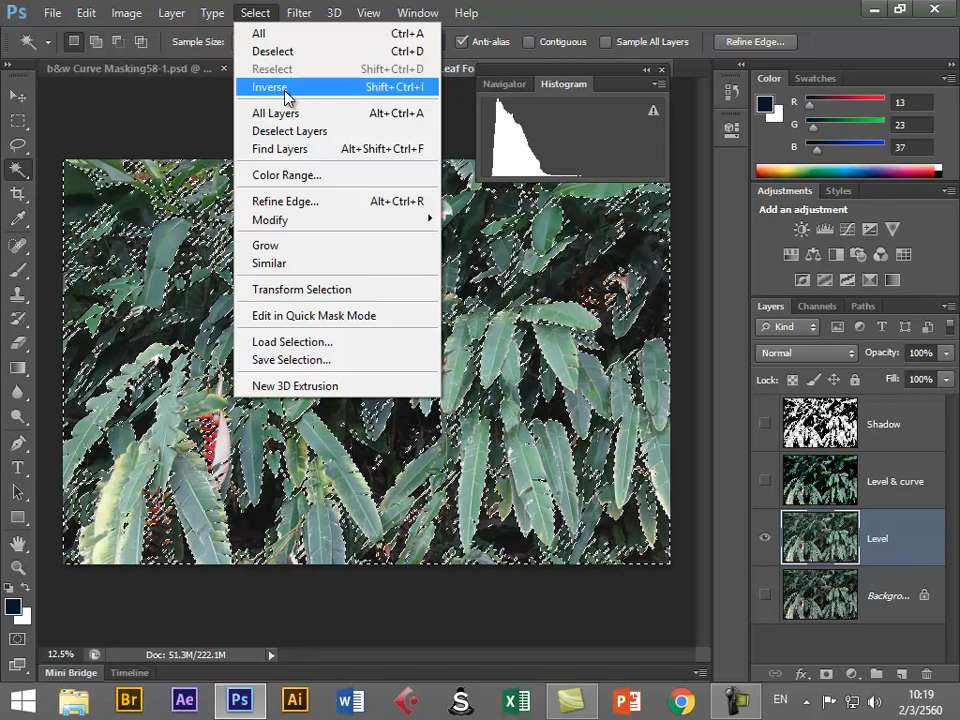 Ps File Edit Image Layer Type Select Filter 3D View Window Help
Sample Size: Anti-alias Contiguous Sample All Layers Refine Edge...
b&w Curve Masking58-1.psd @ ... eaf Fo
All Ctrl+A
Deselect Ctrl+D
Reselect Shift+Ctrl+D
Inverse Shift+Ctrl+I
All Layers Alt+Ctrl+A
Deselect Layers
Find Layers Alt+Shift+Ctrl+F
Color Range...
Refine Edge... Alt+Ctrl+R
Modify
Grow
Similar
Transform Selection
Edit in Quick Mask Mode
Load Selection...
Save Selection...
New 3D Extrusion
Navigator Histogram
Color Swatches
R 13
G 23
B 37
Adjustments Styles
Add an adjustment
Layers Channels Paths
Kind
Normal Opacity: 100%
Lock: Fill: 100%
Shadow
Level & curve
Level
Backgro...
12.5% Doc: 51.3M/222.1M
Mini Bridge Timeline
Br Ae Ps Ai W S X P EN
10:19
2/3/2560